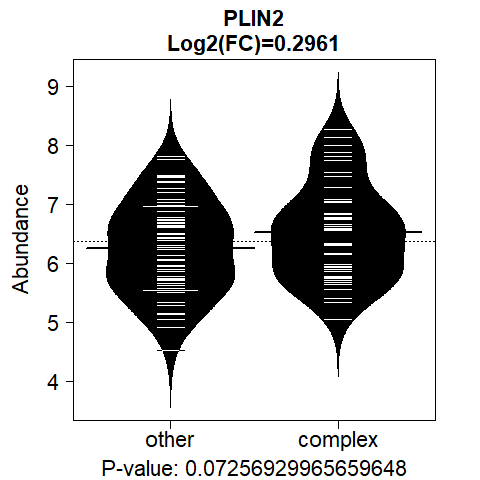 PLIN2
Log2(FC)=0.2961
Abundance
9
8
7
6
5
4
other complex
P-value: 0.07256929965659648